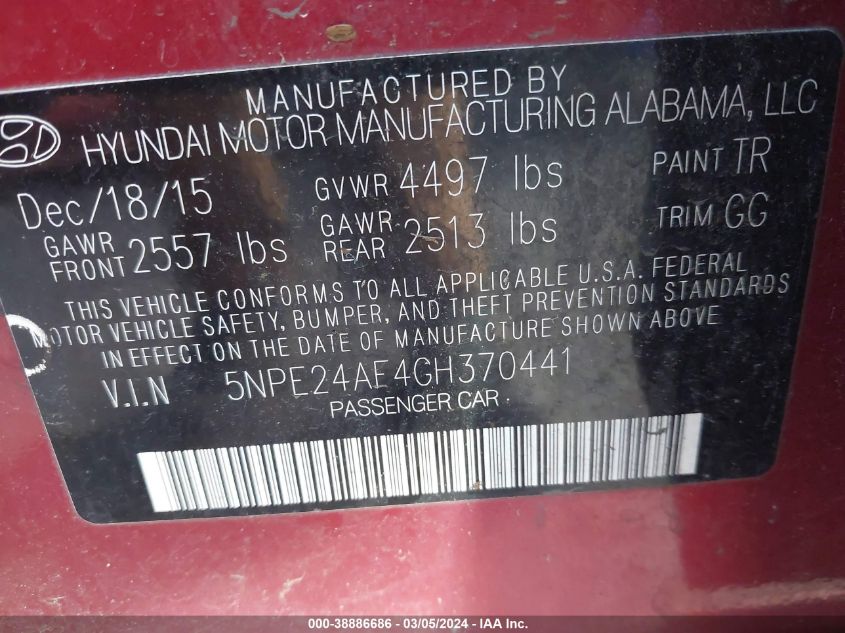 MANUFACTURED BY
HYUNDAI MOTOR MANUFACTURING ALABAMA, LLC
Dec/18/15 GVWR 4497 lbs PAINT TR
GAWR FRONT 2557 lbs GAWR REAR 2513 lbs TRIM GG
THIS VEHICLE CONFORMS TO ALL APPLICABLE U.S.A. FEDERAL
MOTOR VEHICLE SAFETY, BUMPER, AND THEFT PREVENTION STANDARDS
IN EFFECT ON THE DATE OF MANUFACTURE SHOWN ABOVE
V.I.N 5NPE24AF4GH370441
PASSENGER CAR
000-38886686 - 03/05/2024 - IAA Inc.